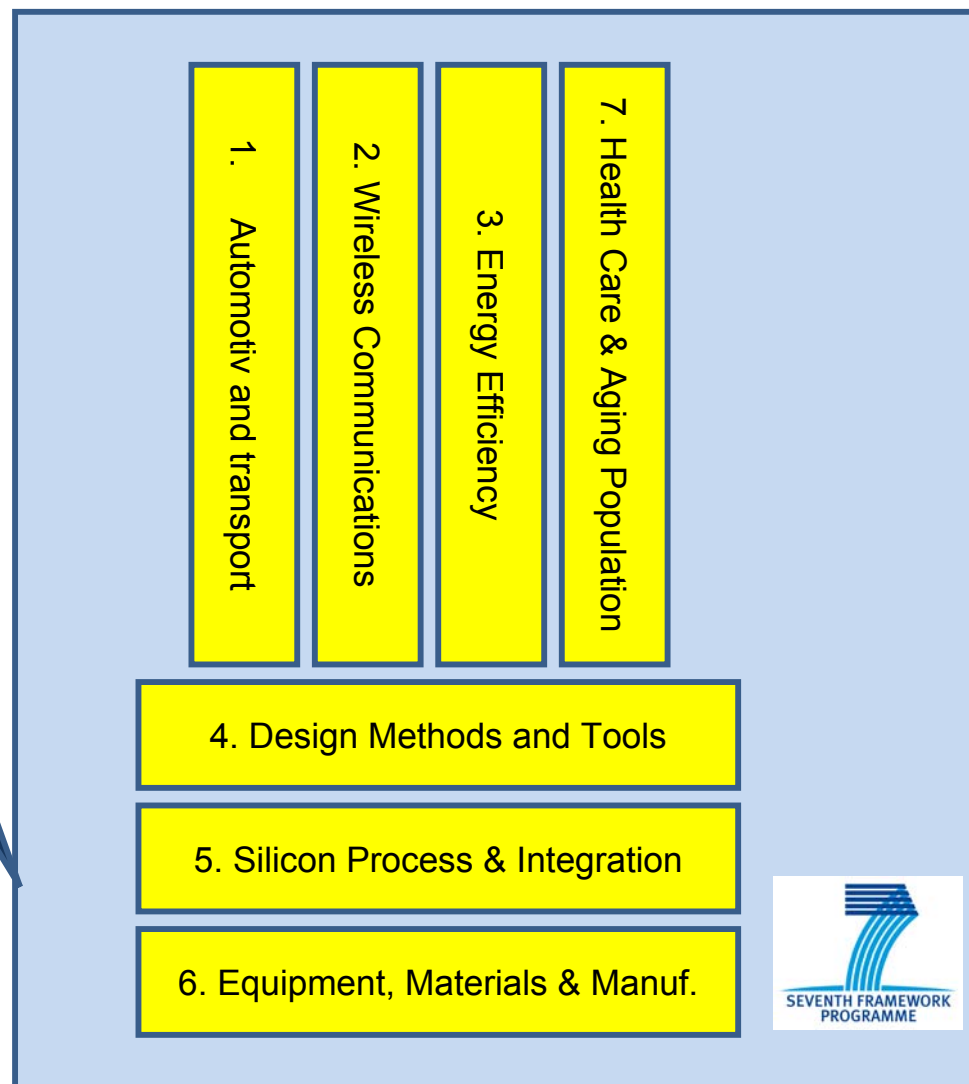 1. Automotiv and transport
2. Wireless Communications
3. Energy Efficiency
7. Health Care & Aging Population
4. Design Methods and Tools
5. Silicon Process & Integration
6. Equipment, Materials & Manuf.
SEVENTH FRAMEWORK
PROGRAMME